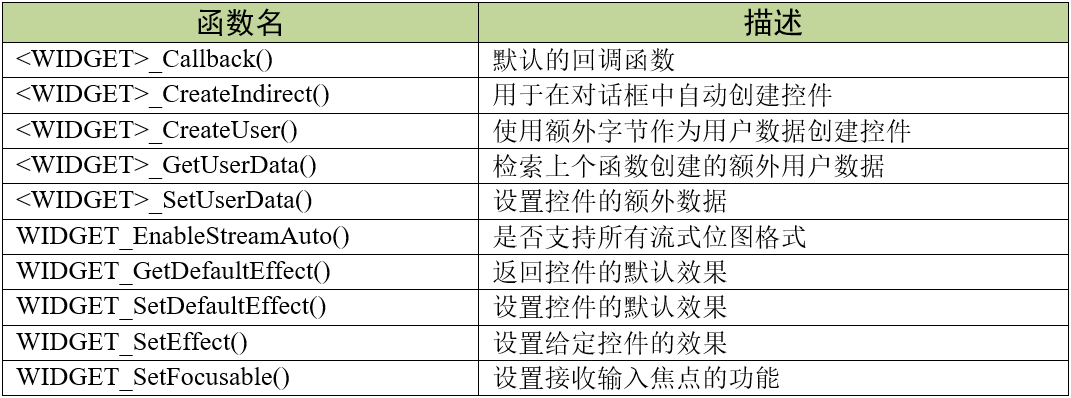 函数名 描述
<WIDGET>_Callback() 默认的回调函数
<WIDGET>_CreateIndirect() 用于在对话框中自动创建控件
<WIDGET>_CreateUser() 使用额外字节作为用户数据创建控件
<WIDGET>_GetUserData() 检索上个函数创建的额外用户数据
<WIDGET>_SetUserData() 设置控件的额外数据
WIDGET_EnableStreamAuto() 是否支持所有流式位图格式
WIDGET_GetDefaultEffect() 返回控件的默认效果
WIDGET_SetDefaultEffect() 设置控件的默认效果
WIDGET_SetEffect() 设置给定控件的效果
WIDGET_SetFocusable() 设置接收输入焦点的功能